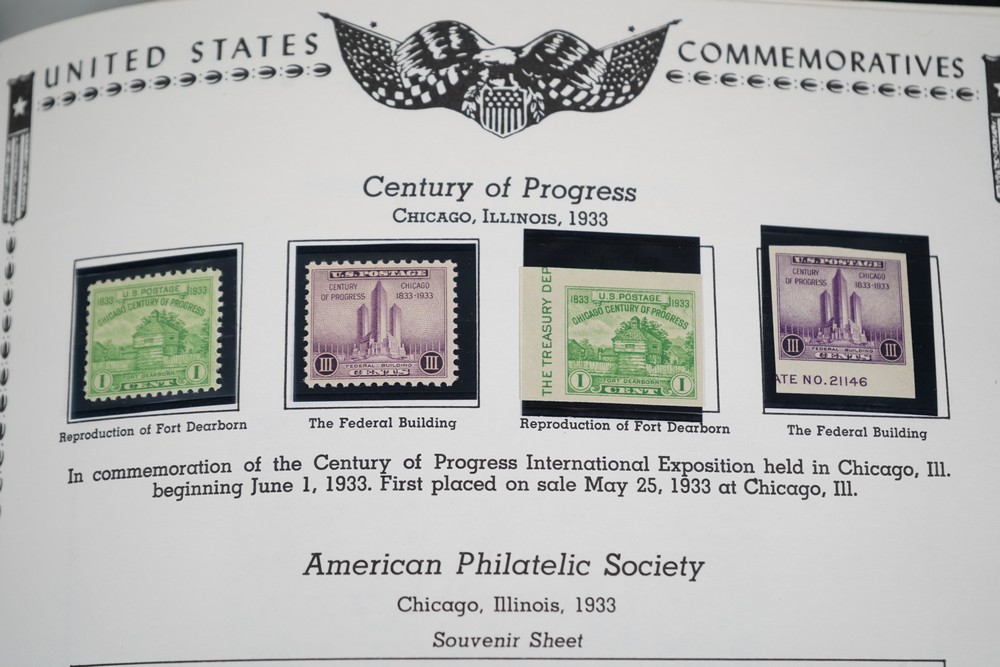 UNITED STATES COMMEMORATIVES
Century of Progress
CHICAGO, ILLINOIS, 1933
U.S. POSTAGE
1833 1933
CHICAGO CENTURY OF PROGRESS
FORT DEARBORN
1 CENT 1
U.S. POSTAGE
CENTURY OF PROGRESS
CHICAGO 1833-1933
FEDERAL BUILDING
III CENTS III
THE TREASURY DEP
U.S. POSTAGE
1833 1933
CHICAGO CENTURY OF PROGRESS
FORT DEARBORN
1 CENT 1
U.S. POSTAGE
CENTURY OF PROGRESS
CHICAGO 1833-1933
FEDERAL BUILDING
III CENTS III
ATE NO. 21146
Reproduction of Fort Dearborn
The Federal Building
Reproduction of Fort Dearborn
The Federal Building
In commemoration of the Century of Progress International Exposition held in Chicago, Ill.
beginning June 1, 1933. First placed on sale May 25, 1933 at Chicago, Ill.
American Philatelic Society
Chicago, Illinois, 1933
Souvenir Sheet